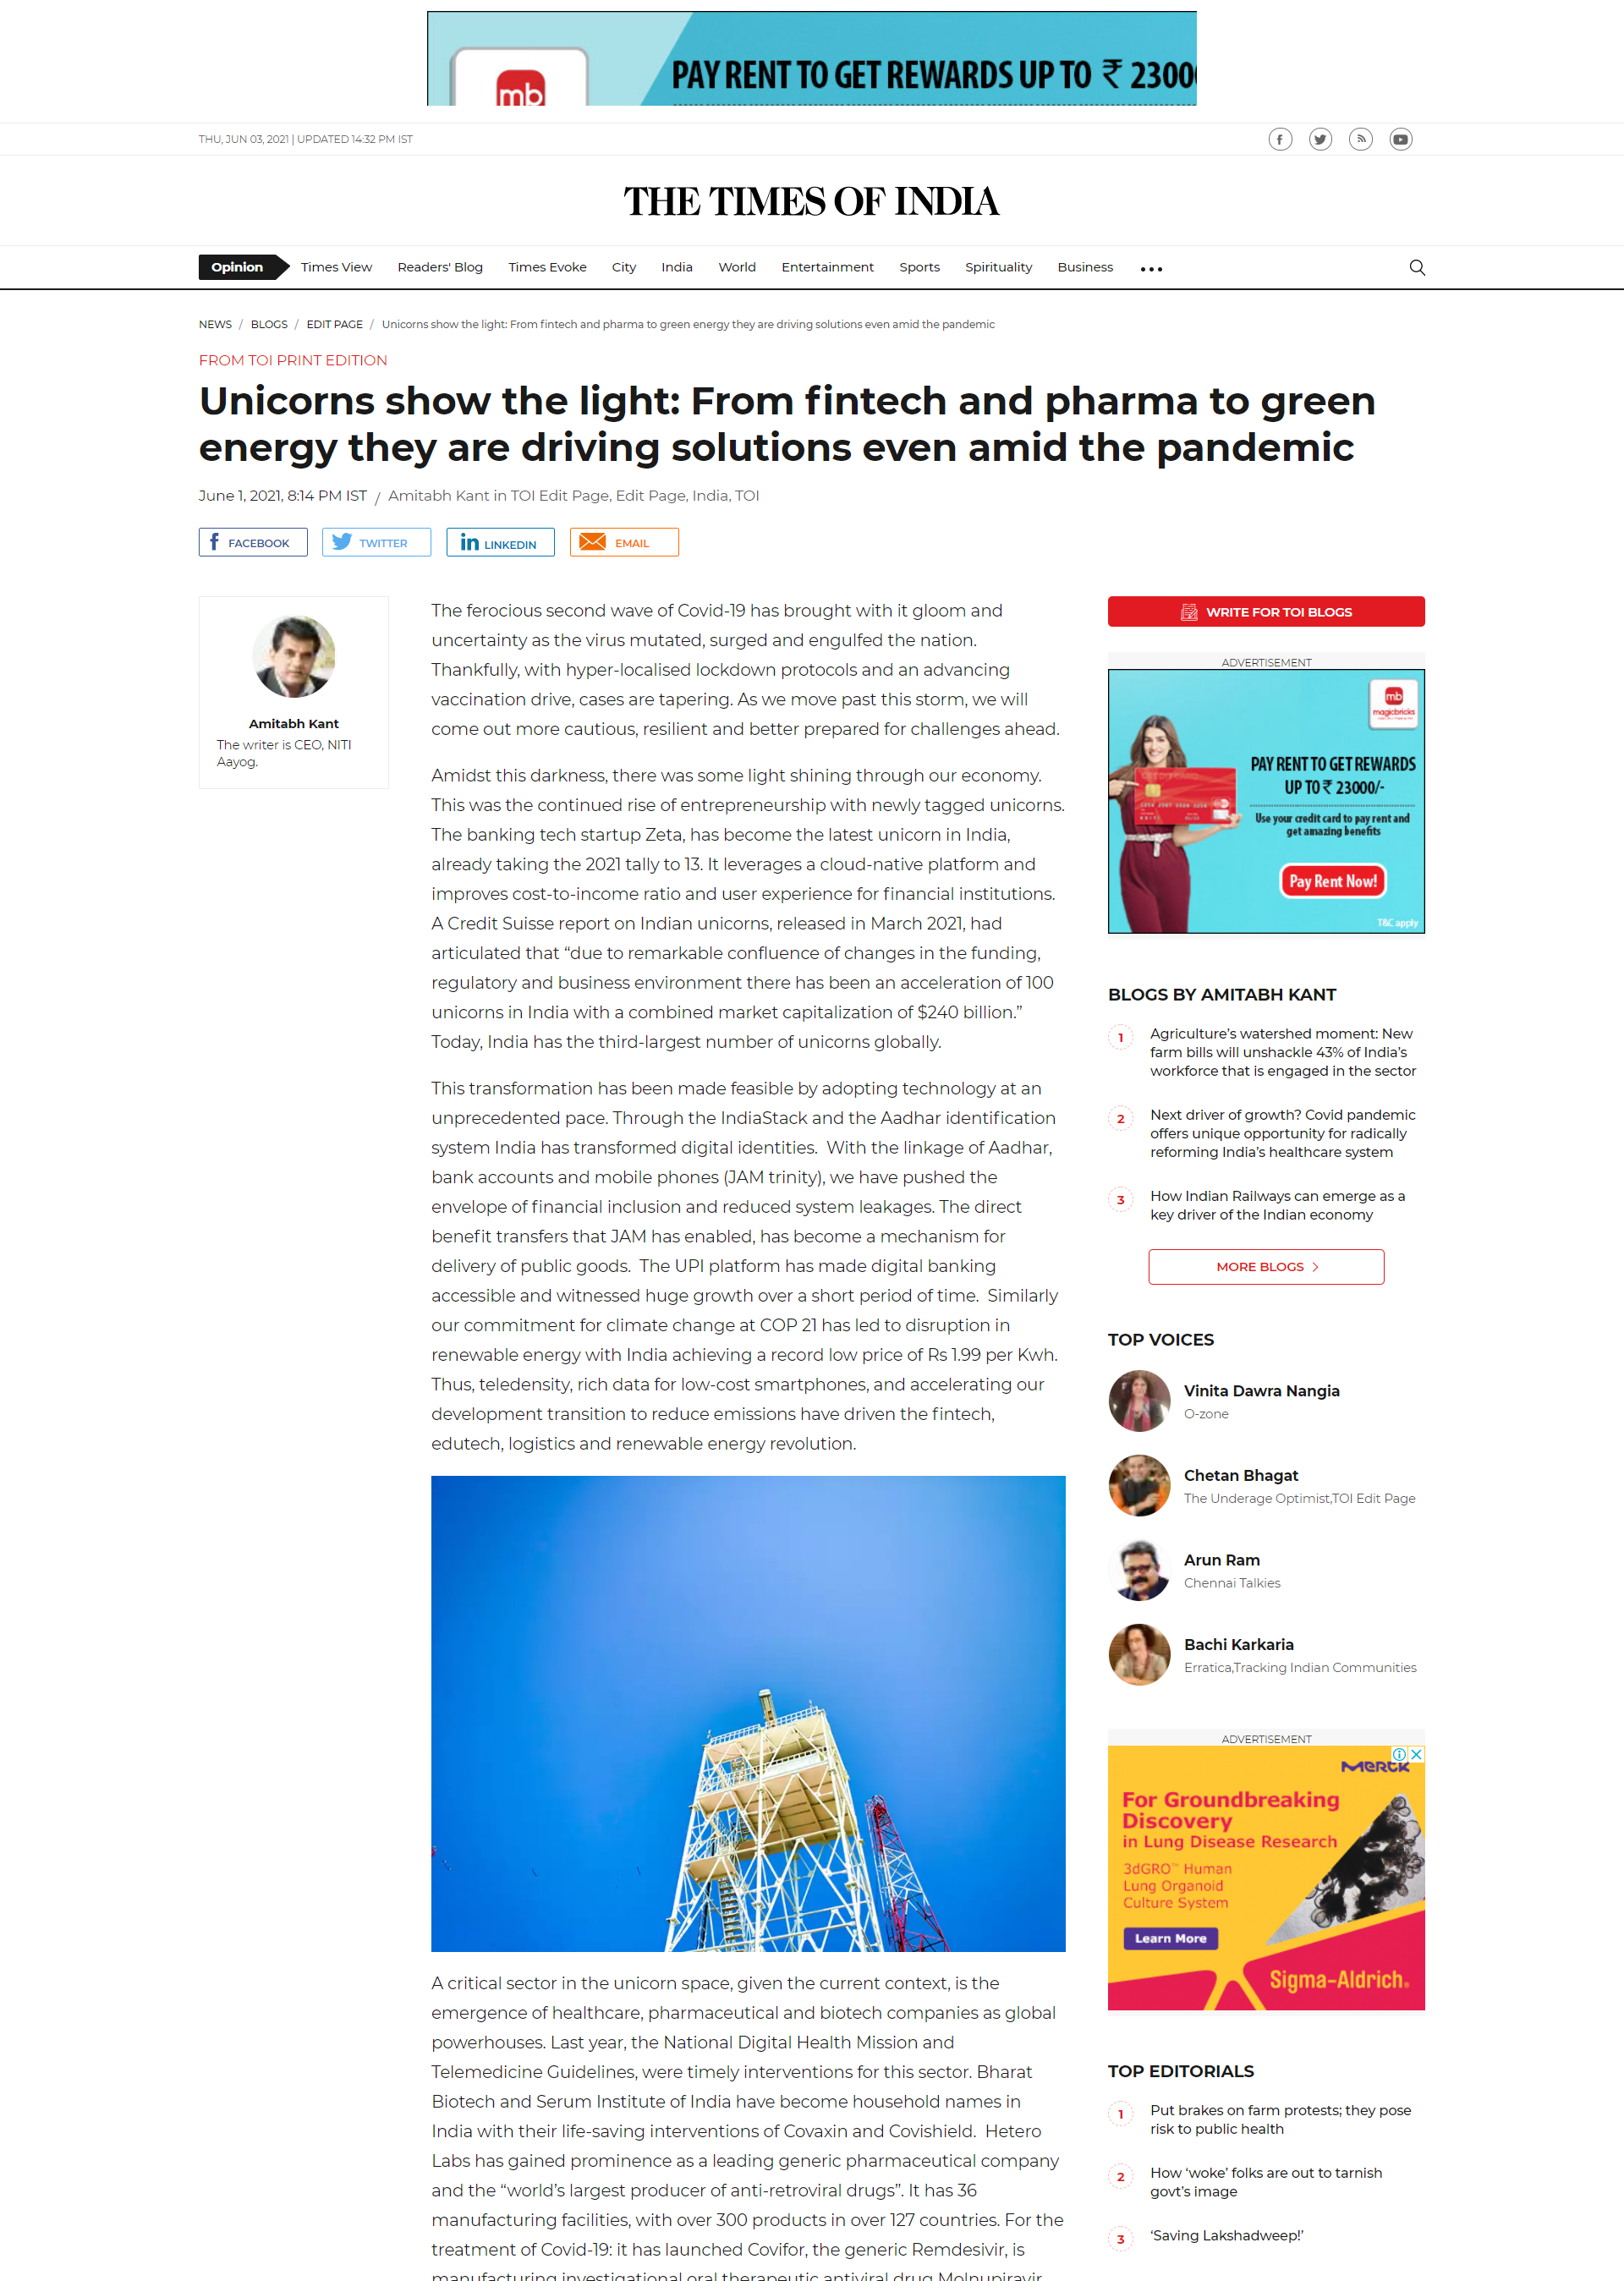 mb
PAY RENT TO GET REWARDS UP TO ₹ 2300
THU, JUN 03, 2021 | UPDATED 14:32 PM IST
THE TIMES OF INDIA
Opinion
Times View
Readers' Blog
Times Evoke
City
India
World
Entertainment
Sports
Spirituality
Business
NEWS / BLOGS / EDIT PAGE / Unicorns show the light: From fintech and pharma to green energy they are driving solutions even amid the pandemic
FROM TOI PRINT EDITION
Unicorns show the light: From fintech and pharma to green
energy they are driving solutions even amid the pandemic
June 1, 2021, 8:14 PM IST / Amitabh Kant in TOI Edit Page, Edit Page, India, TOI
FACEBOOK
TWITTER
LINKEDIN
EMAIL
Amitabh Kant
The writer is CEO, NITI
Aayog.
The ferocious second wave of Covid-19 has brought with it gloom and
uncertainty as the virus mutated, surged and engulfed the nation.
Thankfully, with hyper-localised lockdown protocols and an advancing
vaccination drive, cases are tapering. As we move past this storm, we will
come out more cautious, resilient and better prepared for challenges ahead.
Amidst this darkness, there was some light shining through our economy.
This was the continued rise of entrepreneurship with newly tagged unicorns.
The banking tech startup Zeta, has become the latest unicorn in India,
already taking the 2021 tally to 13. It leverages a cloud-native platform and
improves cost-to-income ratio and user experience for financial institutions.
A Credit Suisse report on Indian unicorns, released in March 2021, had
articulated that “due to remarkable confluence of changes in the funding,
regulatory and business environment there has been an acceleration of 100
unicorns in India with a combined market capitalization of $240 billion.”
Today, India has the third-largest number of unicorns globally.
This transformation has been made feasible by adopting technology at an
unprecedented pace. Through the IndiaStack and the Aadhar identification
system India has transformed digital identities.  With the linkage of Aadhar,
bank accounts and mobile phones (JAM trinity), we have pushed the
envelope of financial inclusion and reduced system leakages. The direct
benefit transfers that JAM has enabled, has become a mechanism for
delivery of public goods.  The UPI platform has made digital banking
accessible and witnessed huge growth over a short period of time.  Similarly
our commitment for climate change at COP 21 has led to disruption in
renewable energy with India achieving a record low price of Rs 1.99 per Kwh.
Thus, teledensity, rich data for low-cost smartphones, and accelerating our
development transition to reduce emissions have driven the fintech,
edutech, logistics and renewable energy revolution.
A critical sector in the unicorn space, given the current context, is the
emergence of healthcare, pharmaceutical and biotech companies as global
powerhouses. Last year, the National Digital Health Mission and
Telemedicine Guidelines, were timely interventions for this sector. Bharat
Biotech and Serum Institute of India have become household names in
India with their life-saving interventions of Covaxin and Covishield.  Hetero
Labs has gained prominence as a leading generic pharmaceutical company
and the “world’s largest producer of anti-retroviral drugs”. It has 36
manufacturing facilities, with over 300 products in over 127 countries. For the
treatment of Covid-19: it has launched Covifor, the generic Remdesivir, is
manufacturing investigational oral therapeutic antiviral drug Molnupiravir
WRITE FOR TOI BLOGS
ADVERTISEMENT
mb
magicbricks
PAY RENT TO GET REWARDS
UP TO ₹ 23000/-
Use your credit card to pay rent and
get amazing benefits
Pay Rent Now!
T&C apply
BLOGS BY AMITABH KANT
1
Agriculture’s watershed moment: New
farm bills will unshackle 43% of India’s
workforce that is engaged in the sector
2
Next driver of growth? Covid pandemic
offers unique opportunity for radically
reforming India’s healthcare system
3
How Indian Railways can emerge as a
key driver of the Indian economy
MORE BLOGS
TOP VOICES
Vinita Dawra Nangia
O-zone
Chetan Bhagat
The Underage Optimist,TOI Edit Page
Arun Ram
Chennai Talkies
Bachi Karkaria
Erratica,Tracking Indian Communities
ADVERTISEMENT
Merck
For Groundbreaking
Discovery
in Lung Disease Research
3dGRO™ Human
Lung Organoid
Culture System
Learn More
Sigma-Aldrich.
TOP EDITORIALS
1
Put brakes on farm protests; they pose
risk to public health
2
How ‘woke’ folks are out to tarnish
govt’s image
3
‘Saving Lakshadweep!’